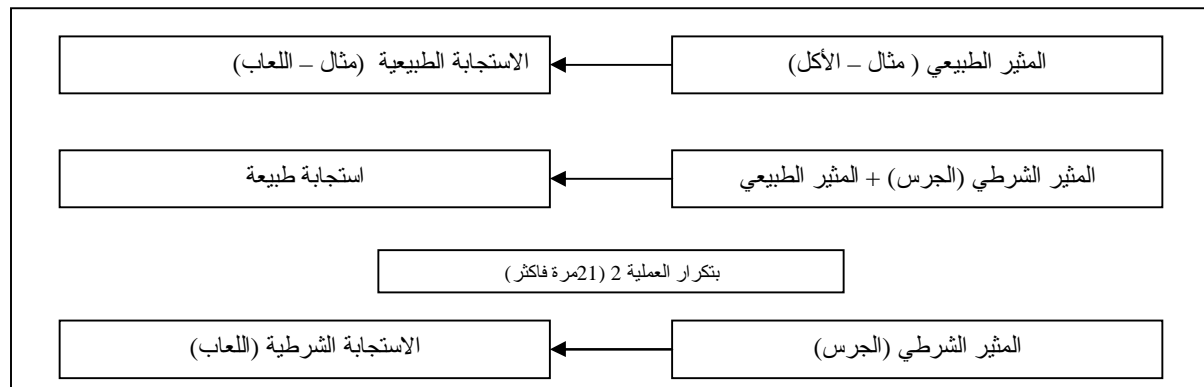 المثير الطبيعي ( مثال – الأكل)
الاستجابة الطبيعية (مثال – اللعاب)
المثير الشرطي (الجرس) + المثير الطبيعي
استجابة طبيعة
بتكرار العملية 2 (21مرة فاكثر)
المثير الشرطي (الجرس)
الاستجابة الشرطية (اللعاب)